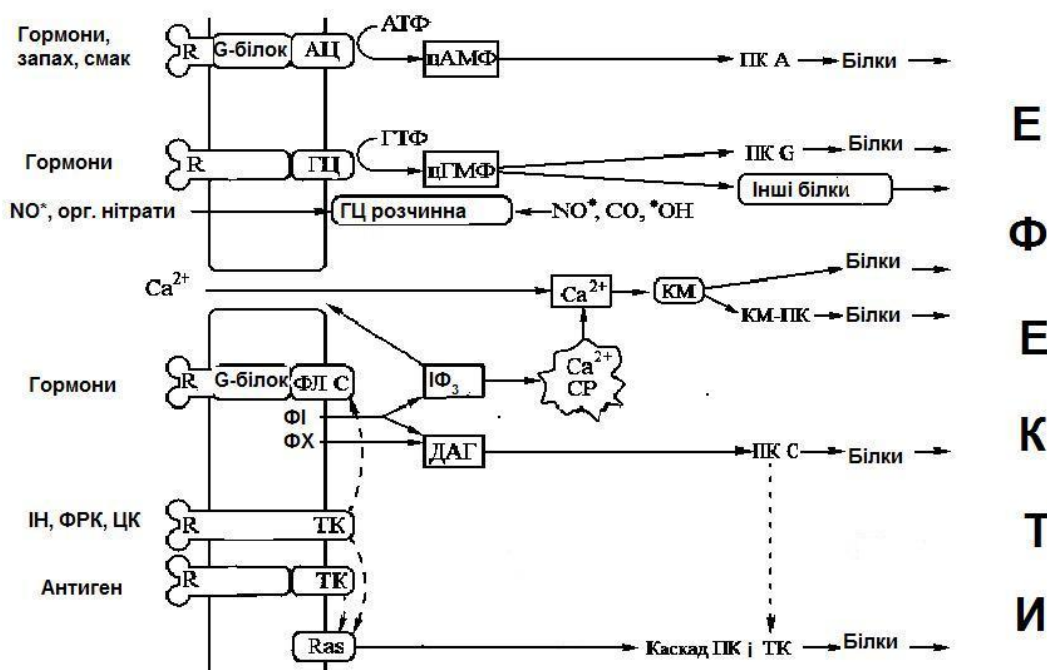 Гормони,
запах, смак
R G-білок АЦ АТФ цАМФ ПК А Білки
Гормони R ГЦ ГТФ цГМФ ПК G Білки
Інші білки
NO*, орг. нітрати ГЦ розчинна NO*, CO, *OH
Ca2+ Ca2+ КМ Білки
КМ-ПК Білки
Ca2+
СР
Гормони R G-білок ФЛ С ІФ3
ФІ
ФХ ДАГ ПК С Білки
ІН, ФРК, ЦК R ТК
Антиген R ТК
Ras Каскад ПК і ТК Білки
Е
Ф
Е
К
Т
И